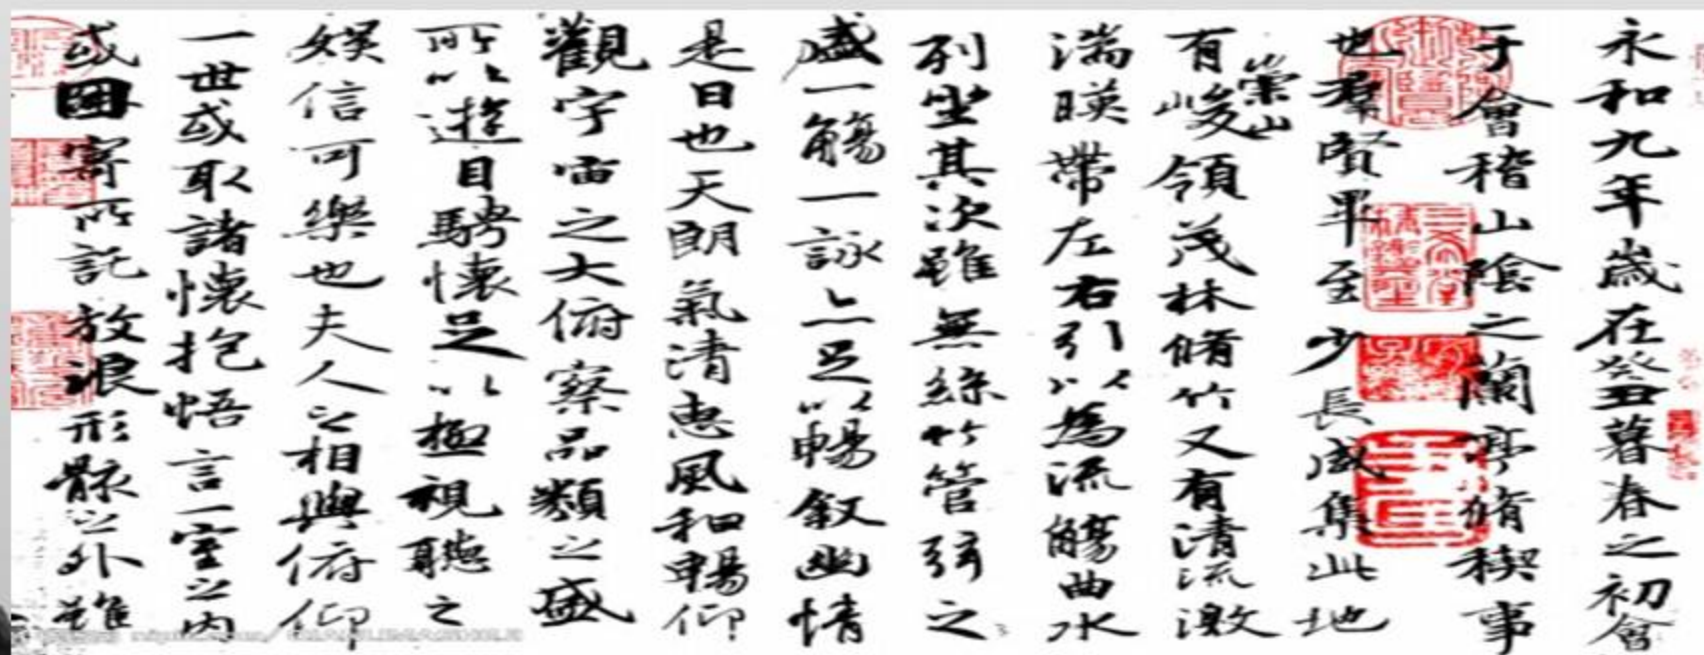 永和九年歲在癸丑暮春之初會
于會稽山陰之蘭亭脩稧事
也羣賢畢至少長咸集此地
有崇山峻領茂林脩竹又有清流激
湍暎帶左右引以為流觴曲水
列坐其次雖無絲竹管弦之
盛一觴一詠亦足以暢叙幽情
是日也天朗氣清惠風和暢仰
觀宇宙之大俯察品類之盛
所以遊目騁懷足以極視聽之
娛信可樂也夫人之相與俯仰
一世或取諸懷抱悟言一室之內
或因寄所託放浪形骸之外雖